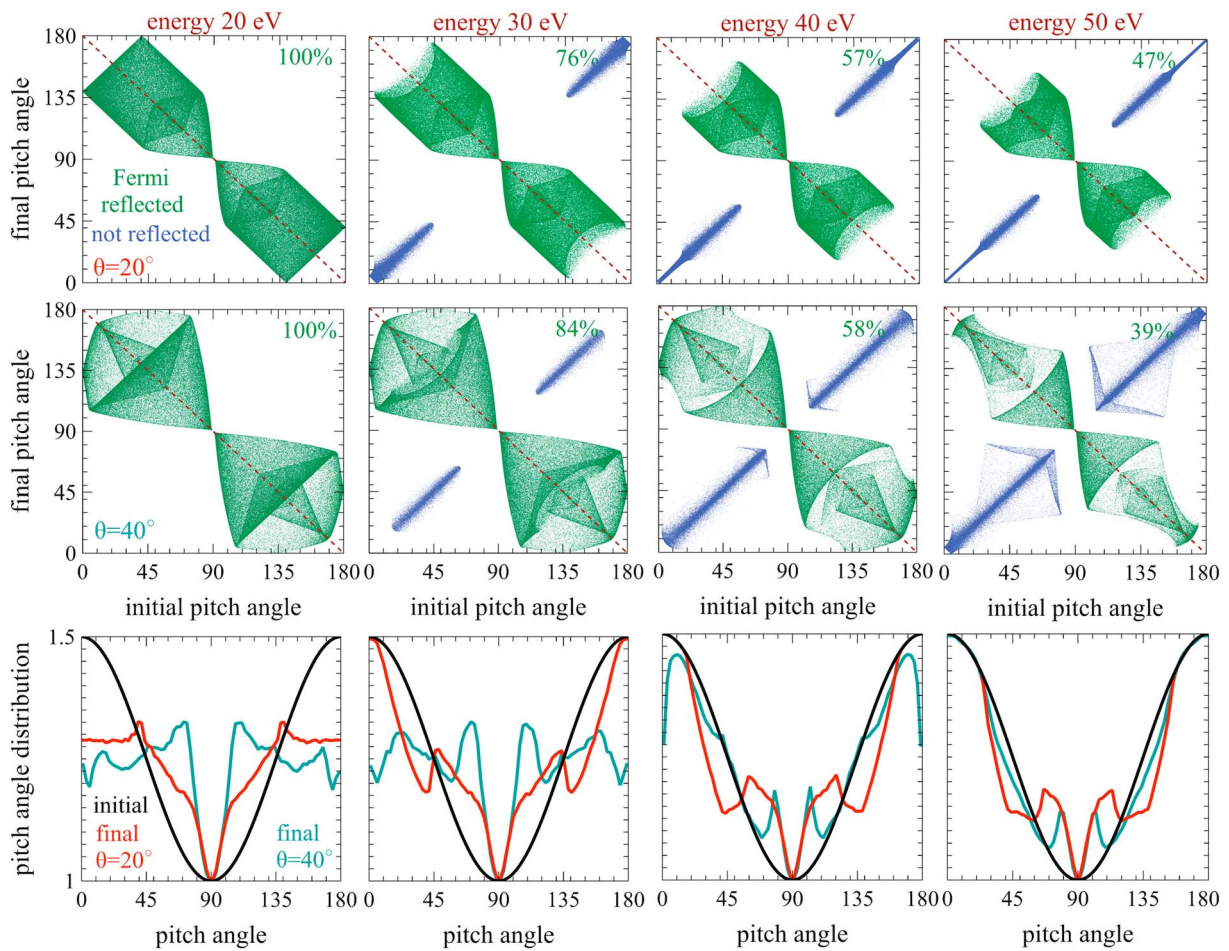 energy 20 eV
energy 30 eV
energy 40 eV
energy 50 eV
180
135
90
45
0
final pitch angle
100%
76%
57%
47%
Fermi
reflected
not reflected
θ=20°
180
135
90
45
0
final pitch angle
100%
84%
58%
39%
θ=40°
0 45 90 135 180
0 45 90 135 180
0 45 90 135 180
0 45 90 135 180
initial pitch angle
initial pitch angle
initial pitch angle
initial pitch angle
1.5
1
pitch angle distribution
initial
final
θ=20°
final
θ=40°
0 45 90 135 180
0 45 90 135 180
0 45 90 135 180
0 45 90 135 180
pitch angle
pitch angle
pitch angle
pitch angle